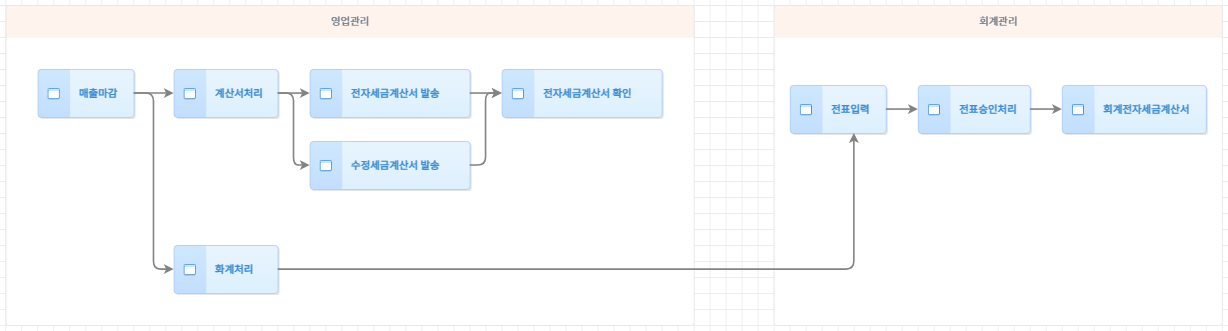 영업관리
회계관리
매출마감
계산서처리
전자세금계산서 발송
전자세금계산서 확인
수정세금계산서 발송
화계처리
전표입력
전표승인처리
회계전자세금계산서